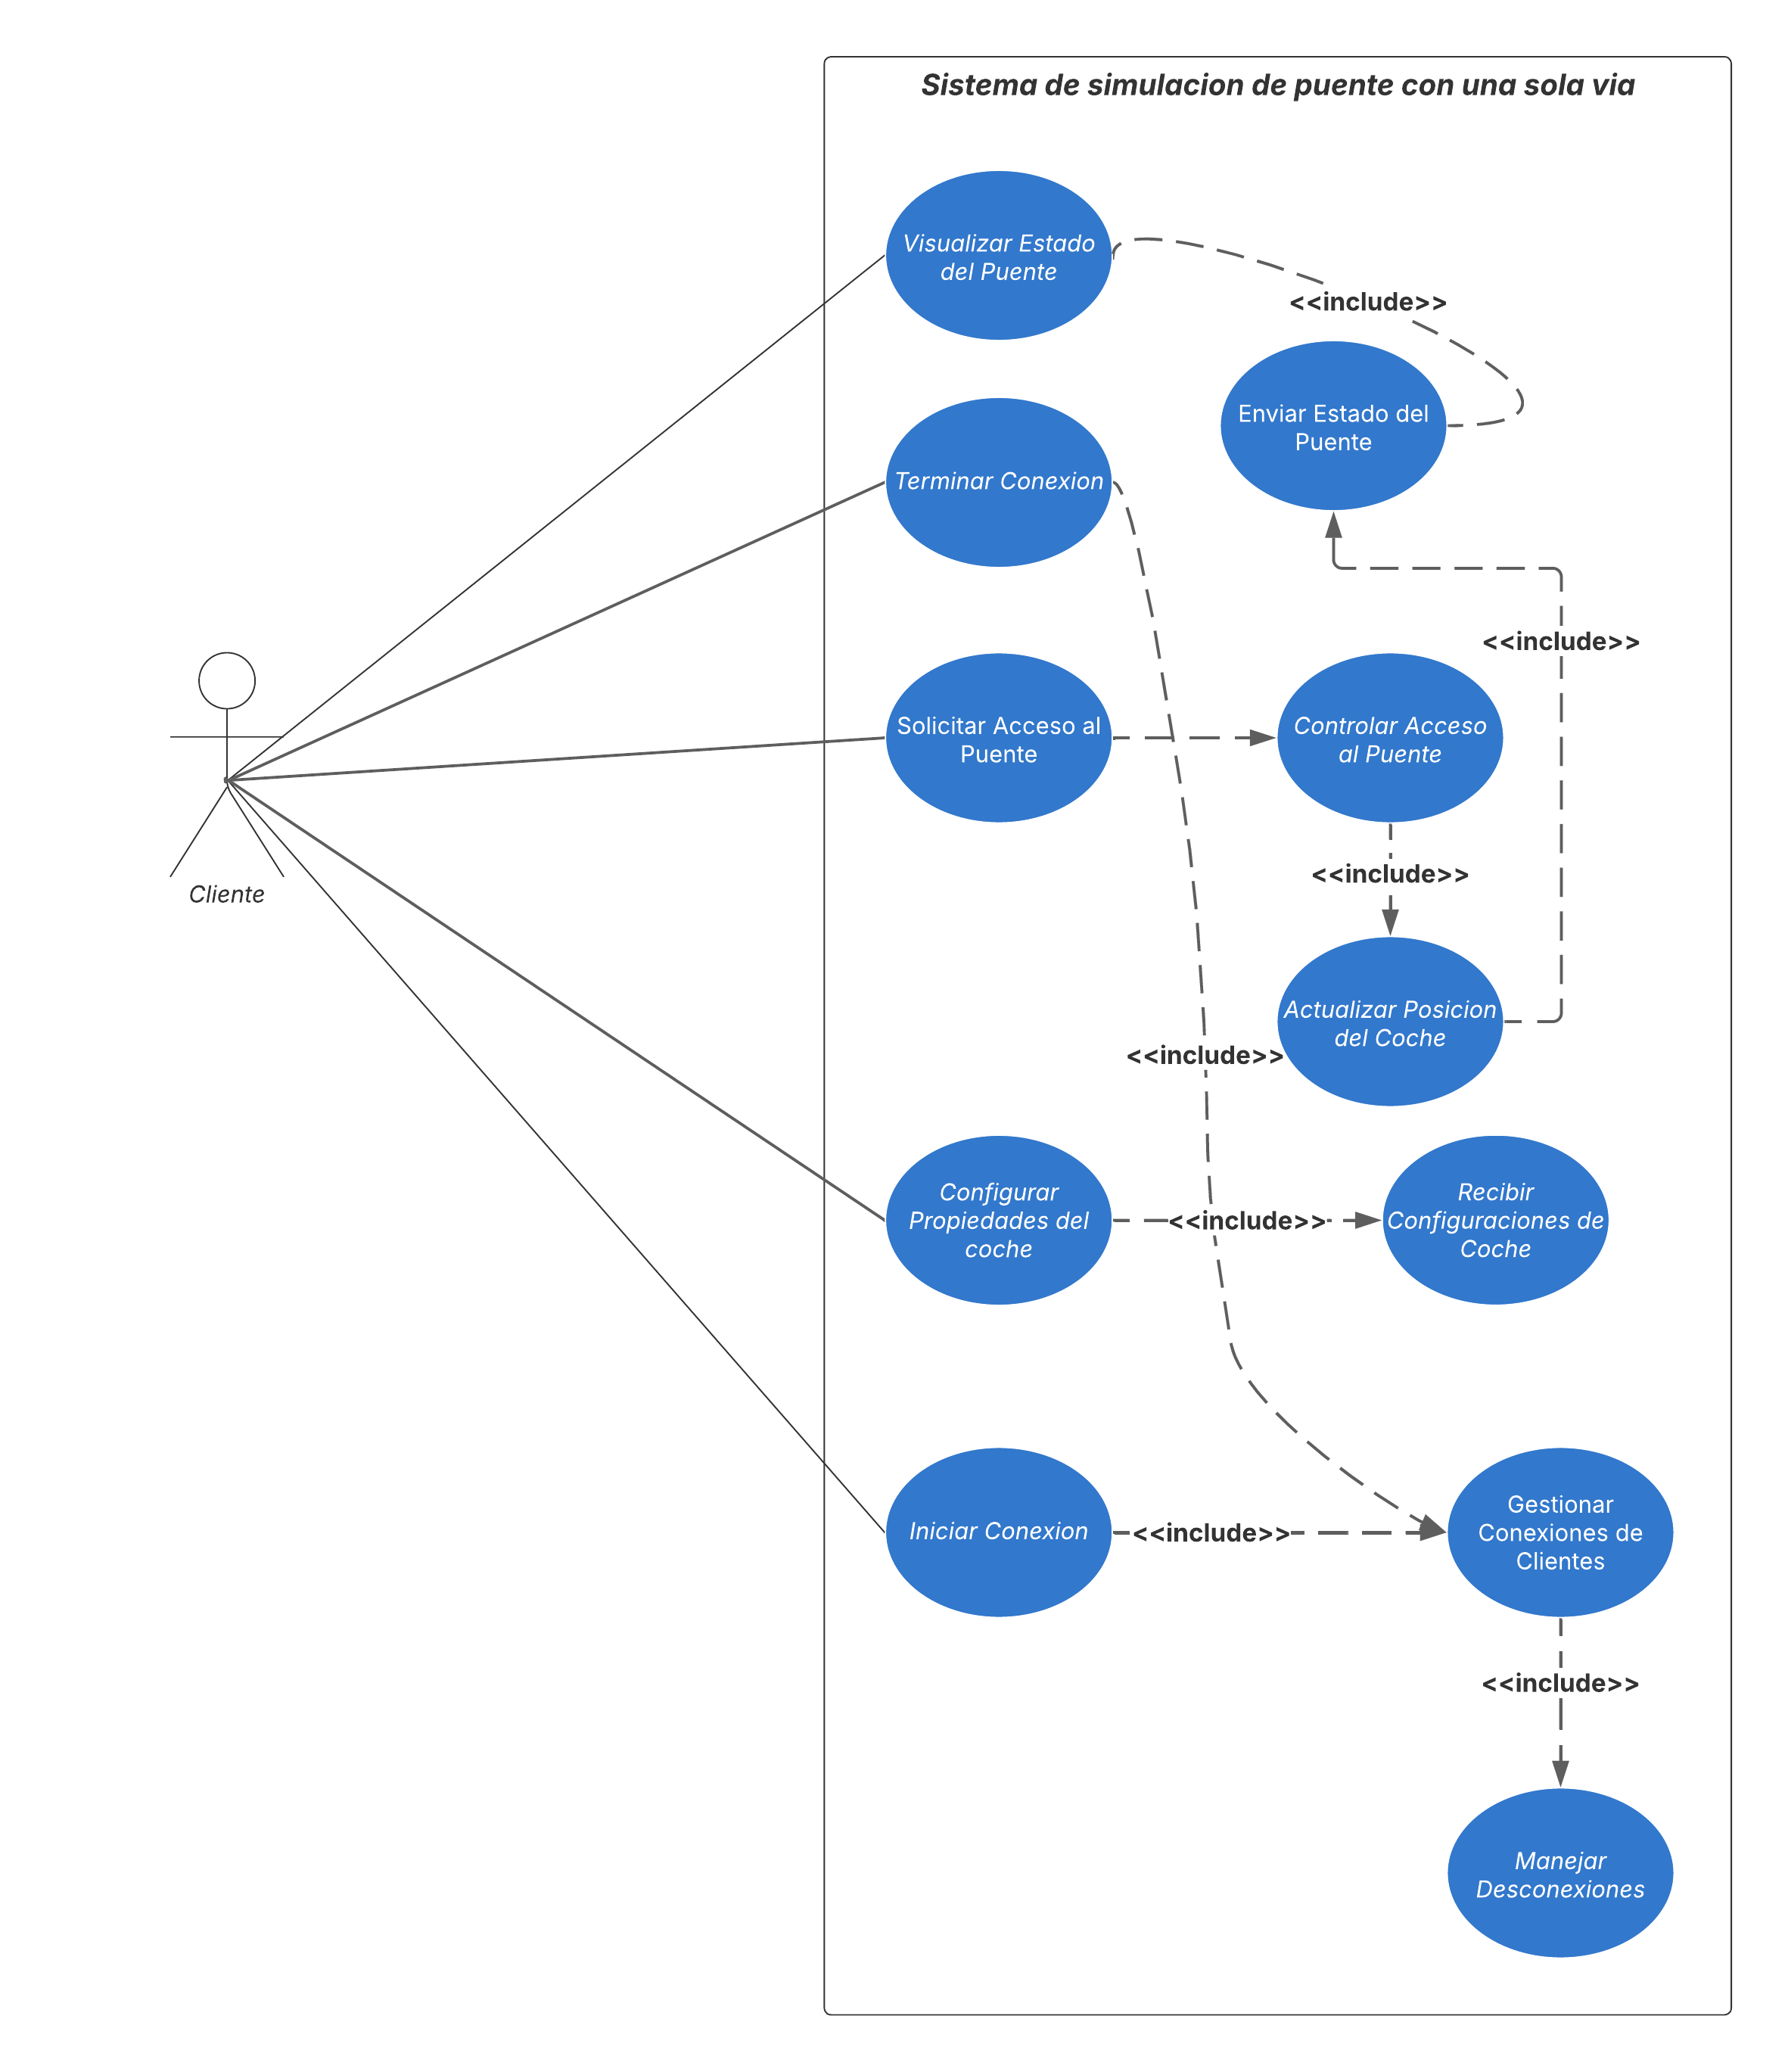 Sistema de simulacion de puente con una sola via
Visualizar Estado
del Puente
<<include>>
Enviar Estado del
Puente
Terminar Conexion
<<include>>
Solicitar Acceso al
Puente
Controlar Acceso
al Puente
<<include>>
Cliente
Actualizar Posicion
del Coche
<<include>>
Configurar
Propiedades del
coche
<<include>>
Recibir
Configuraciones de
Coche
Iniciar Conexion
<<include>>
Gestionar
Conexiones de
Clientes
<<include>>
Manejar
Desconexiones